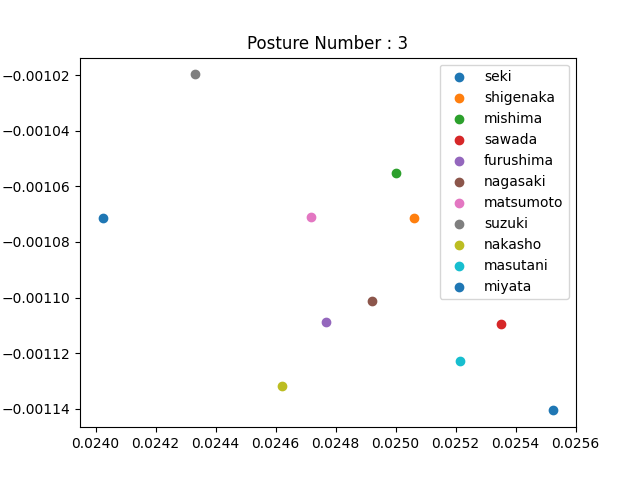 Posture Number : 3
−0.00102
−0.00104
−0.00106
−0.00108
−0.00110
−0.00112
−0.00114
seki
shigenaka
mishima
sawada
furushima
nagasaki
matsumoto
suzuki
nakasho
masutani
miyata
0.0240 0.0242 0.0244 0.0246 0.0248 0.0250 0.0252 0.0254 0.0256